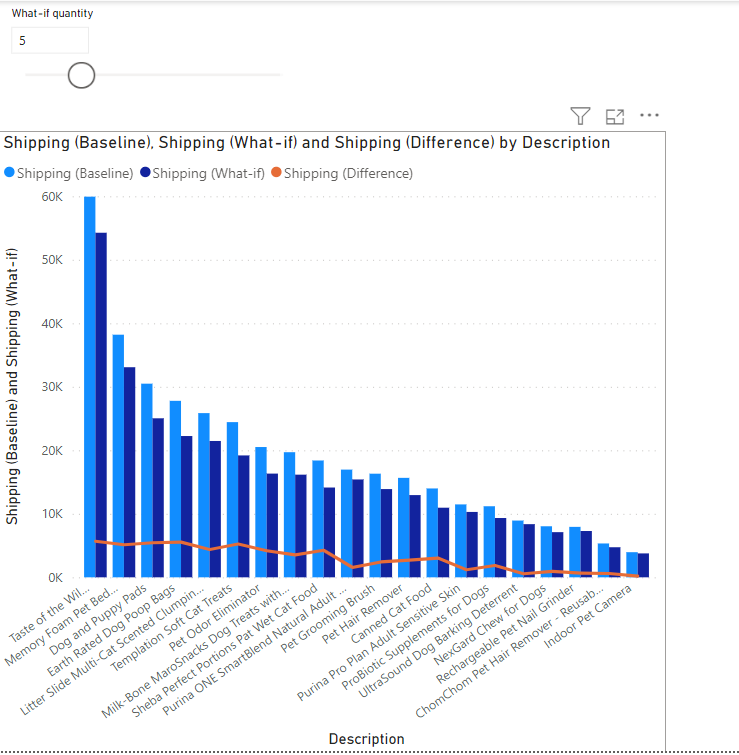 What-if quantity
5
Shipping (Baseline), Shipping (What-if) and Shipping (Difference) by Description
Shipping (Baseline) Shipping (What-if) Shipping (Difference)
Shipping (Baseline) and Shipping (What-if)
60K
50K
40K
30K
20K
10K
0K
Taste of the Wil...
Memory Foam Pet Bed...
Dog and Puppy Pads
Earth Rated Dog Poop Bags
Litter Slide Multi-Cat Scented Clumpin...
Templation Soft Cat Treats
Pet Odor Eliminator
Milk-Bone MaroSnacks Dog Treats with...
Sheba Perfect Portions Pat Wet Cat Food
Purina ONE SmartBlend Natural Adult ...
Pet Grooming Brush
Pet Hair Remover
Canned Cat Food
Purina Pro Plan Adult Sensitive Skin
ProBiotic Supplements for Dogs
UltraSound Dog Barking Deterrent
NexGard Chew for Dogs
Rechargeable Pet Nail Grinder
ChomChom Pet Hair Remover - Reusab...
Indoor Pet Camera
Description